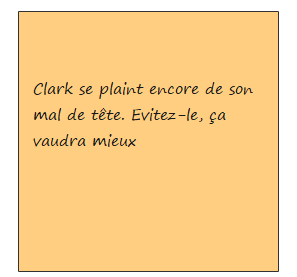 Clark se plaint encore de son
mal de tête. Evitez-le, ça
vaudra mieux